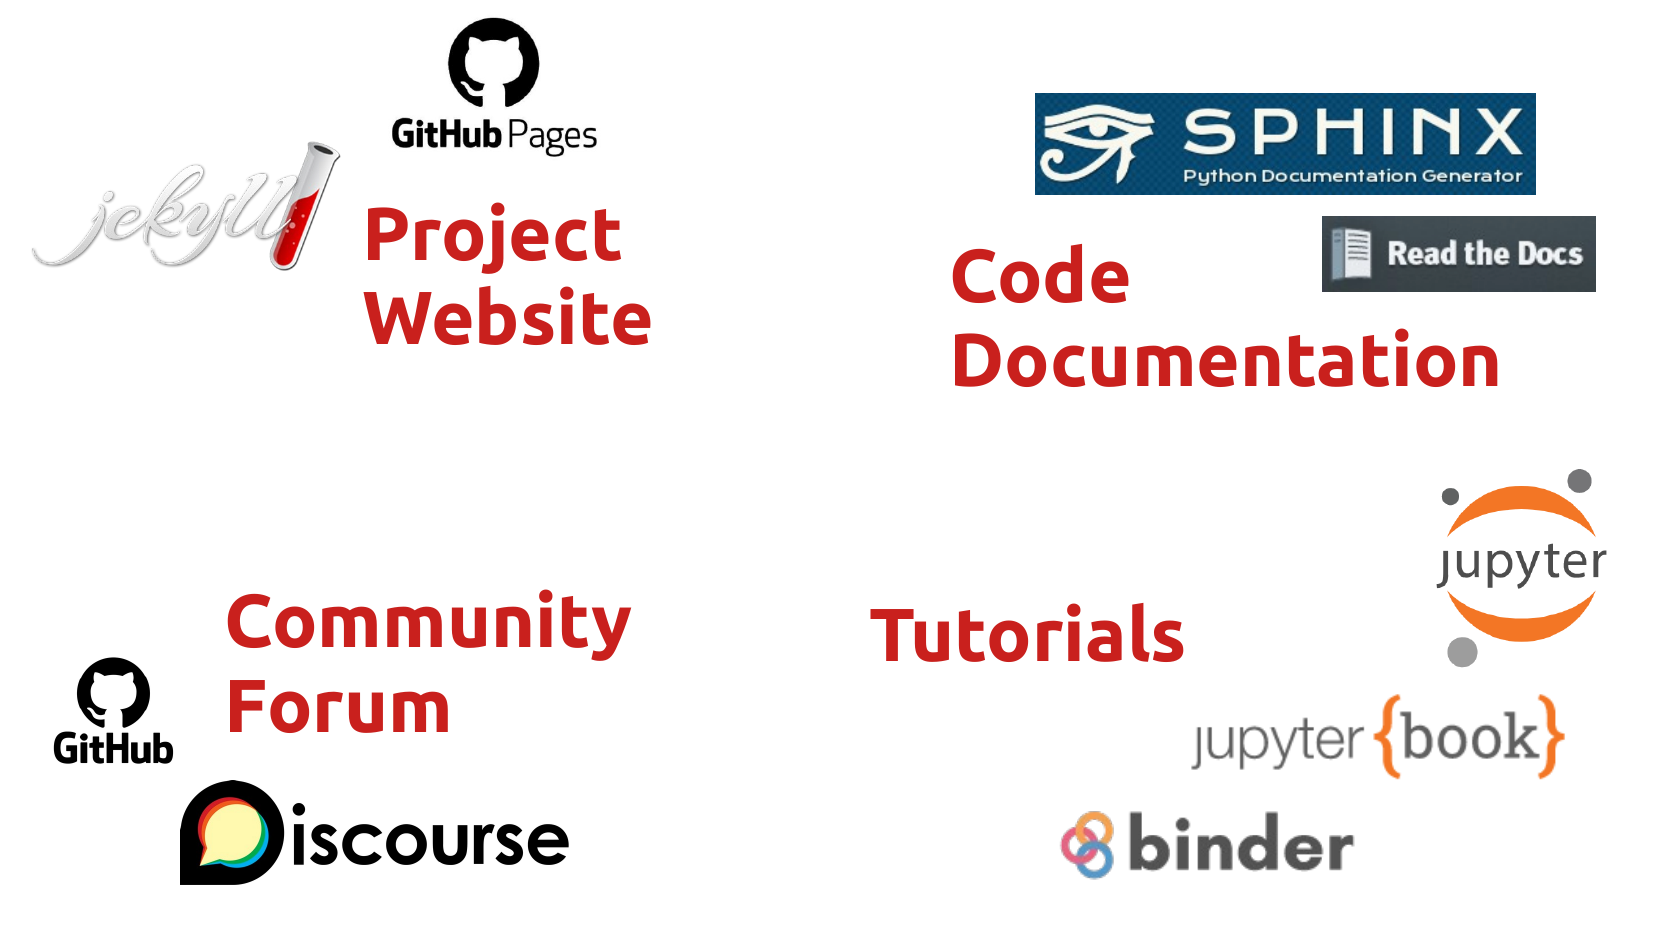 GitHub Pages
jekyll
Project
Website
SPHINX
Python Documentation Generator
Read the Docs
Code
Documentation
Community
Forum
GitHub
Discourse
Tutorials
jupyter
jupyter {book}
binder